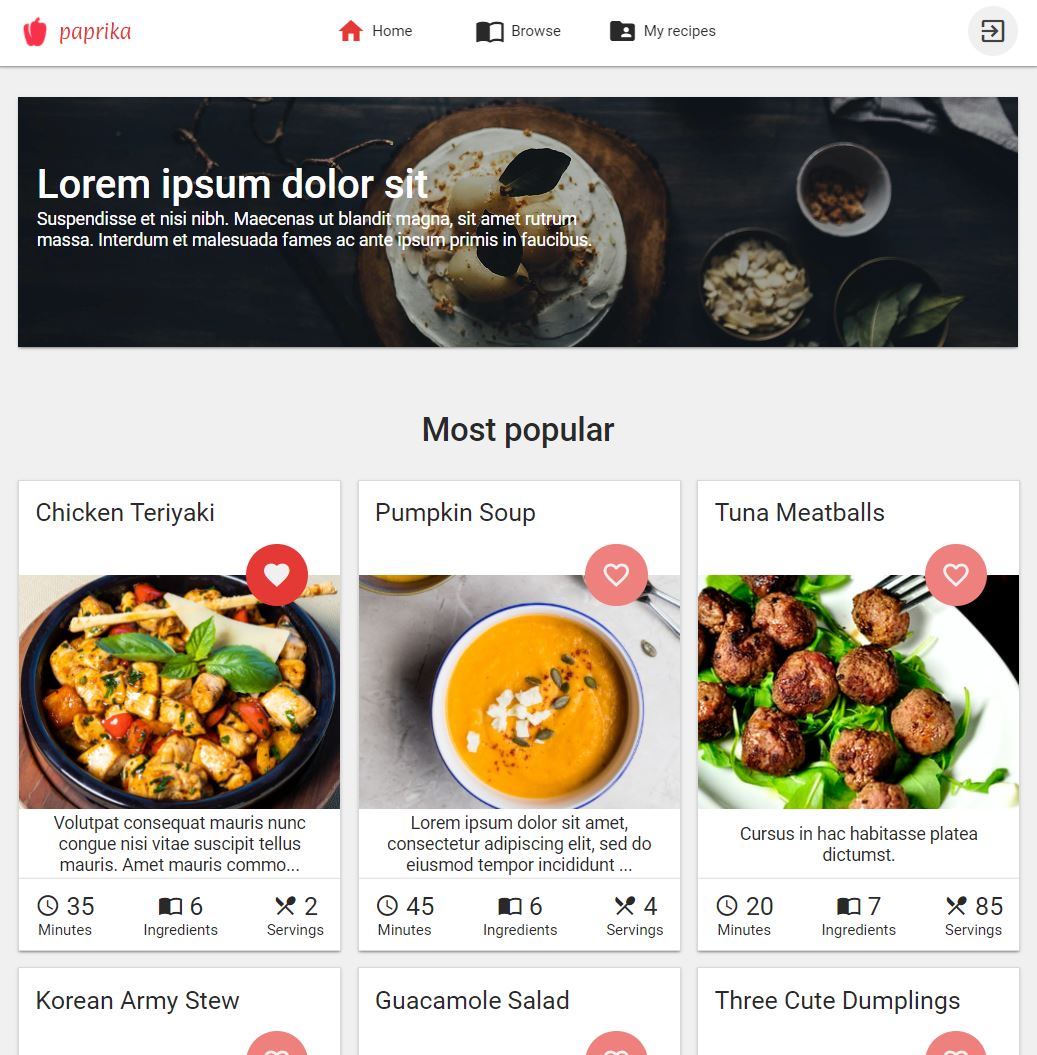 paprika
Home
Browse
My recipes
Lorem ipsum dolor sit
Suspendisse et nisi nibh. Maecenas ut blandit magna, sit amet rutrum
massa. Interdum et malesuada fames ac ante ipsum primis in faucibus.
Most popular
Chicken Teriyaki
Volutpat consequat mauris nunc
congue nisi vitae suscipit tellus
mauris. Amet mauris commo...
35
Minutes
6
Ingredients
2
Servings
Pumpkin Soup
Lorem ipsum dolor sit amet,
consectetur adipiscing elit, sed do
eiusmod tempor incididunt ...
45
Minutes
6
Ingredients
4
Servings
Tuna Meatballs
Cursus in hac habitasse platea
dictumst.
20
Minutes
7
Ingredients
85
Servings
Korean Army Stew
Guacamole Salad
Three Cute Dumplings